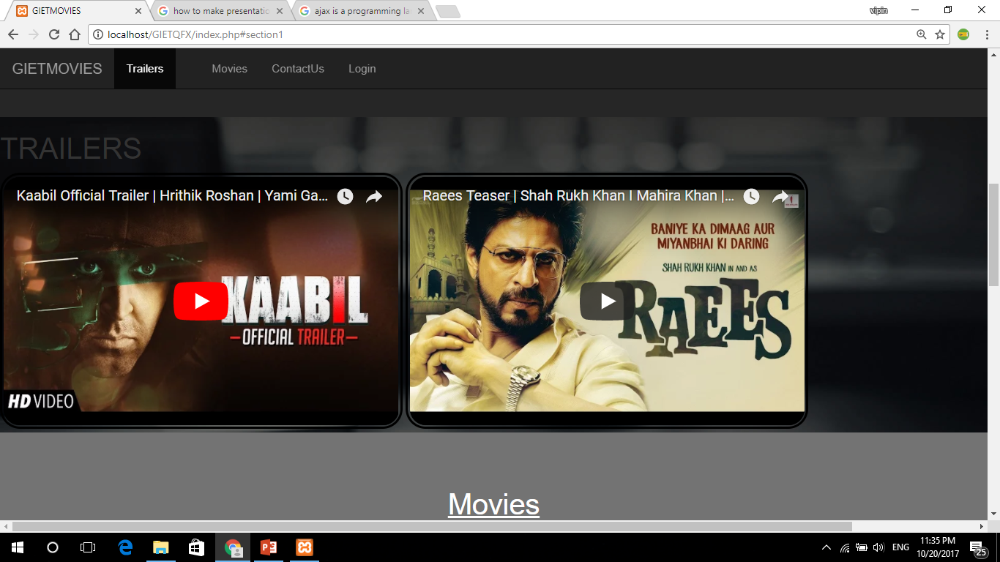 GIETMOVIES
how to make presentatio
ajax is a programming la
vipin
localhost/GIETQFX/index.php#section1
GIETMOVIES Trailers Movies ContactUs Login
TRAILERS
Kaabil Official Trailer | Hrithik Roshan | Yami Ga...
KAABIL
OFFICIAL TRAILER
HD VIDEO
Raees Teaser | Shah Rukh Khan I Mahira Khan |...
BANIYE KA DIMAAG AUR
MIYANBHAI KI DARING
SHAH RUKH KHAN IN AND AS
RAEES
Movies
ENG
11:35 PM
10/20/2017
25